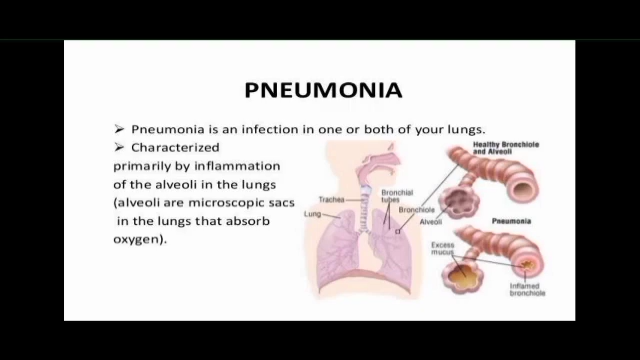 PNEUMONIA
➤ Pneumonia is an infection in one or both of your lungs.
➤ Characterized
primarily by inflammation
of the alveoli in the lungs
(alveoli are microscopic sacs
in the lungs that absorb
oxygen).
Healthy Bronchiole
and Alveoli
Trachea
Bronchial
tubes
Lung
Bronchiole
Alveoli
Pneumonia
Excess
mucus
Inflamed
bronchiole